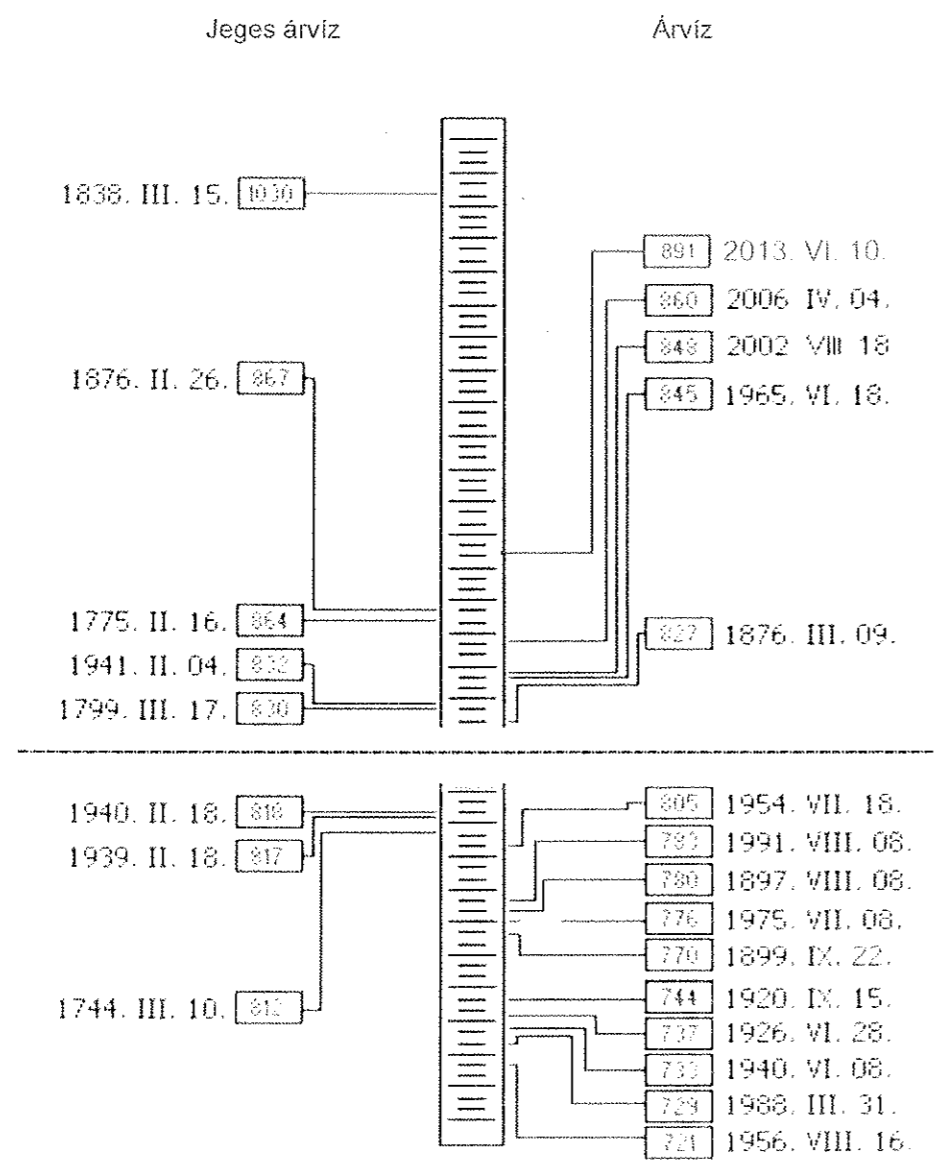 Jeges árvíz
Árvíz
1838. III. 15. 1030
1876. II. 26. 867
1775. II. 16. 864
1941. II. 04. 832
1799. III. 17. 830
891 2013. VI. 10.
860 2006 IV. 04.
848 2002 VIII 18
845 1965. VI. 18.
827 1876. III. 09.
1940. II. 18. 818
1939. II. 18. 817
1744. III. 10. 812
805 1954. VII. 18.
783 1991. VIII. 08.
780 1897. VIII. 08.
776 1975. VII. 08.
770 1899. IX. 22.
744 1920. IX. 15.
737 1926. VI. 28.
733 1940. VI. 08.
729 1988. III. 31.
721 1956. VIII. 16.